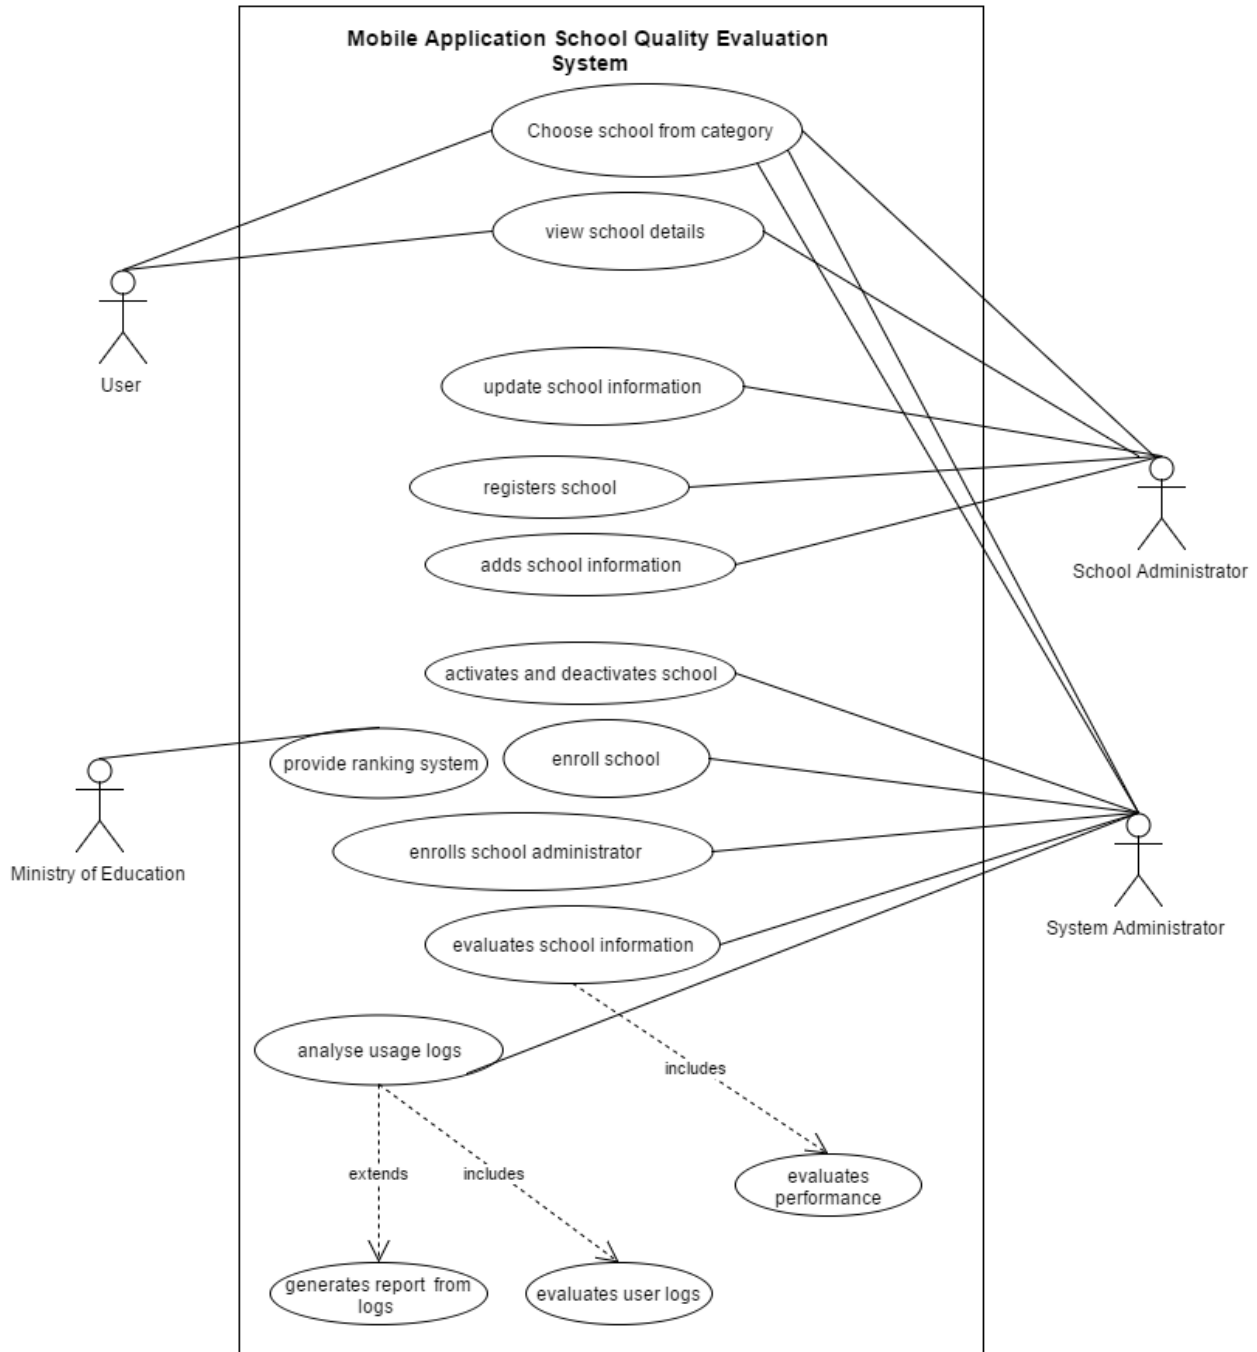 Mobile Application School Quality Evaluation
System
Choose school from category
view school details
User
update school information
registers school
adds school information
School Administrator
activates and deactivates school
provide ranking system
enroll school
enrolls school administrator
Ministry of Education
evaluates school information
System Administrator
analyse usage logs
includes
extends
includes
evaluates
performance
generates report from
logs
evaluates user logs